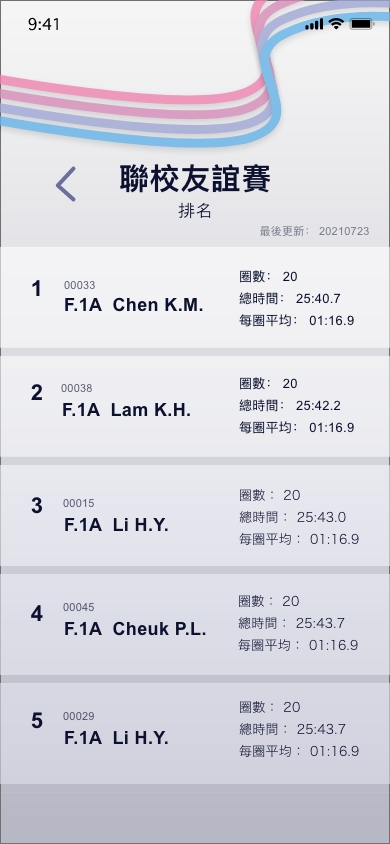 9:41
聯校友誼賽
排名
最後更新： 20210723
1
00033
F.1A Chen K.M.
圈數： 20
總時間： 25:40.7
每圈平均： 01:16.9
2
00038
F.1A Lam K.H.
圈數： 20
總時間： 25:42.2
每圈平均： 01:16.9
3
00015
F.1A Li H.Y.
圈數： 20
總時間： 25:43.0
每圈平均： 01:16.9
4
00045
F.1A Cheuk P.L.
圈數： 20
總時間： 25:43.7
每圈平均： 01:16.9
5
00029
F.1A Li H.Y.
圈數： 20
總時間： 25:43.7
每圈平均： 01:16.9